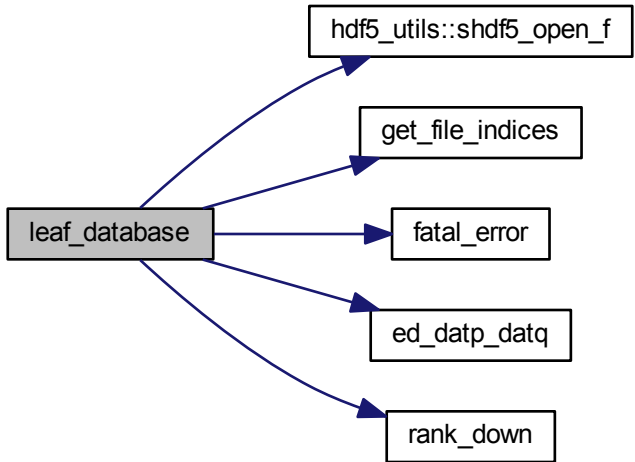 hdf5_utils::shdf5_open_f
get_file_indices
leaf_database
fatal_error
ed_datp_datq
rank_down